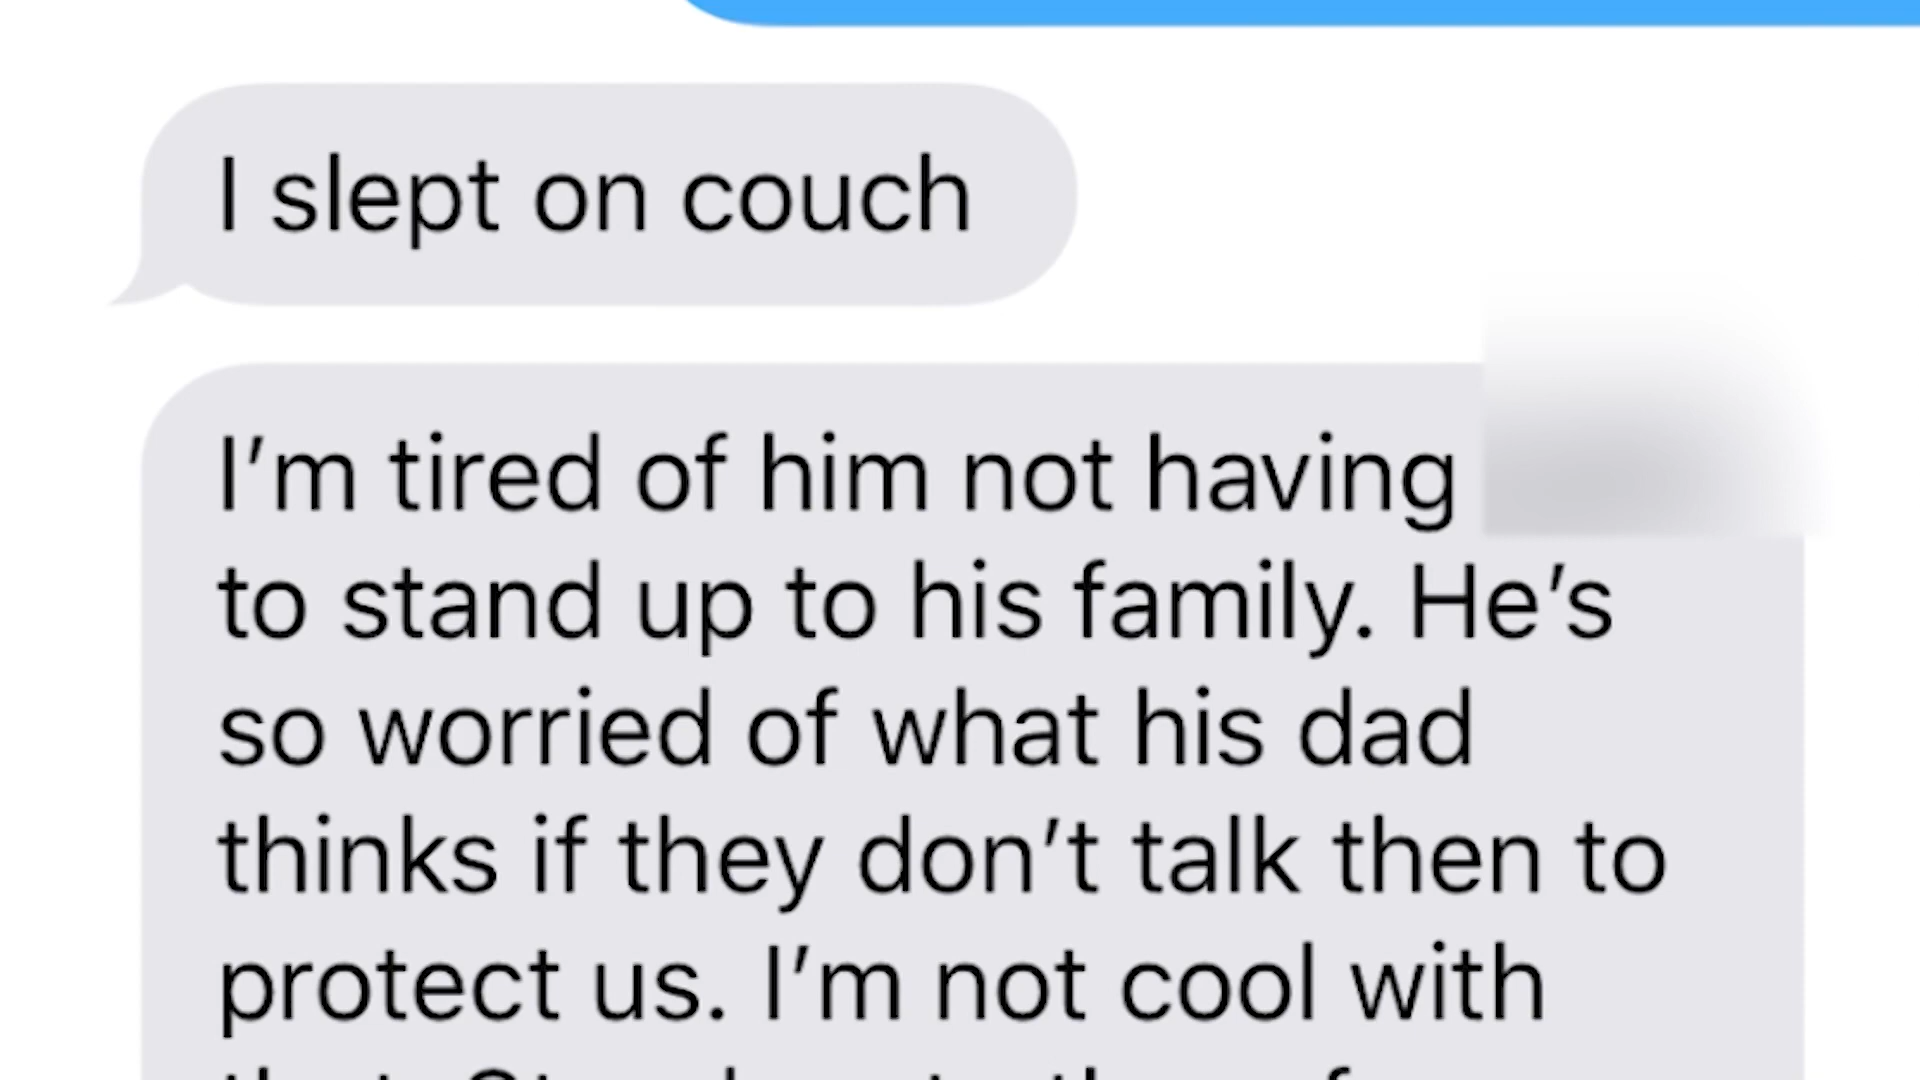 I slept on couch
I'm tired of him not having
to stand up to his family. He's
so worried of what his dad
thinks if they don't talk then to
protect us. I'm not cool with